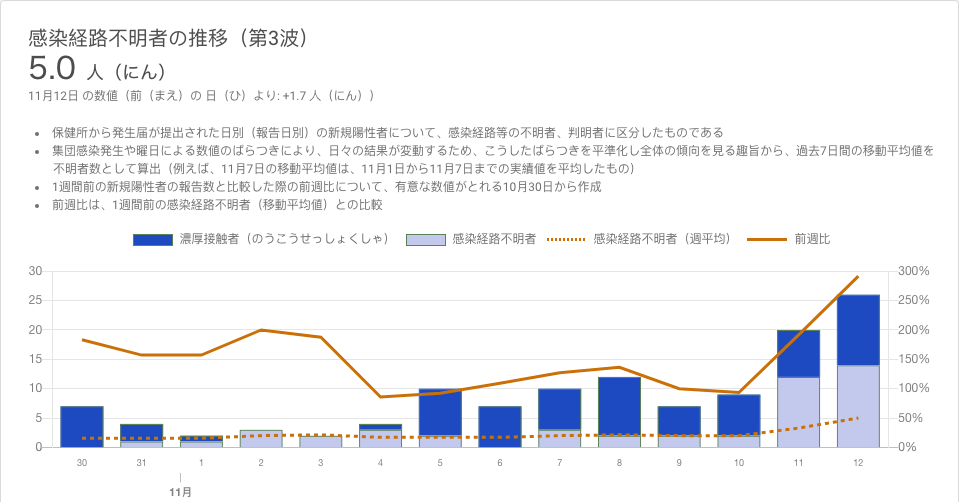 感染経路不明者の推移（第3波）
5.0 人（にん）
11月12日 の数値（前（まえ）の 日（ひ）より: +1.7 人（にん））
• 保健所から発生届が提出された日別（報告日別）の新規陽性者について、感染経路等の不明者、判明者に区分したものである
• 集団感染発生や曜日による数値のばらつきにより、日々の結果が変動するため、こうしたばらつきを平準化し全体の傾向を見る趣旨から、過去7日間の移動平均値を
不明者数として算出（例えば、11月7日の移動平均値は、11月1日から11月7日までの実績値を平均したもの）
• 1週間前の新規陽性者の報告数と比較した際の前週比について、有意な数値がとれる10月30日から作成
• 前週比は、1週間前の感染経路不明者（移動平均値）との比較
濃厚接触者（のうこうせっしょくしゃ） 感染経路不明者 感染経路不明者（週平均） 前週比
30 300%
25 250%
20 200%
15 150%
10 100%
5 50%
0 0%
30 31 1 2 3 4 5 6 7 8 9 10 11 12
11月